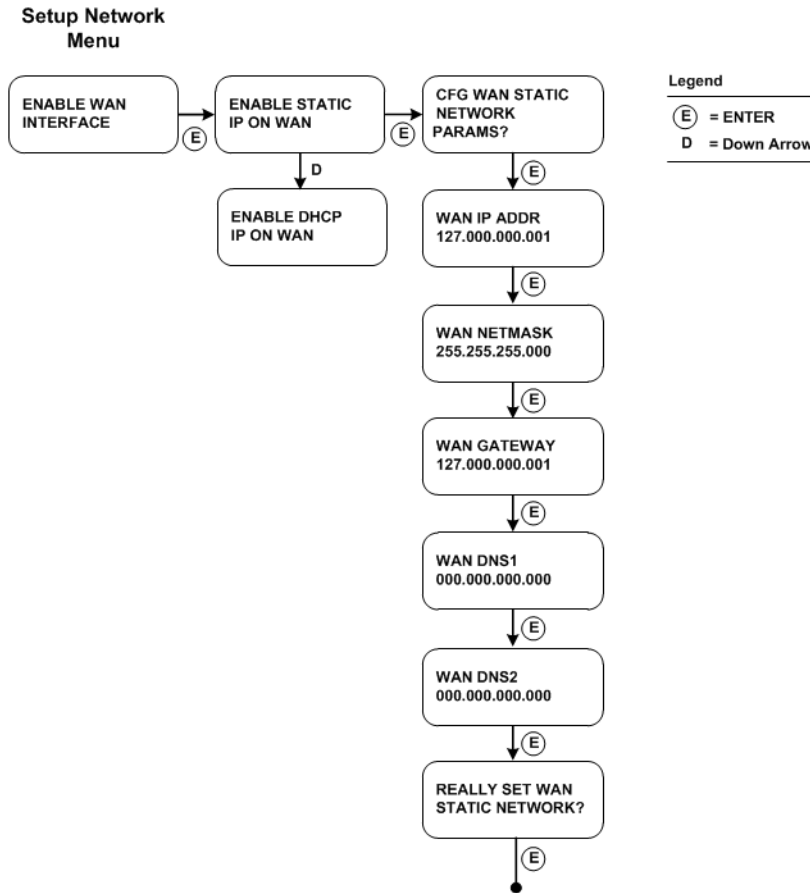 Setup Network
Menu
ENABLE WAN
INTERFACE
E
ENABLE STATIC
IP ON WAN
E
CFG WAN STATIC
NETWORK
PARAMS?
Legend
E = ENTER
D = Down Arrow
D
E
ENABLE DHCP
IP ON WAN
WAN IP ADDR
127.000.000.001
E
WAN NETMASK
255.255.255.000
E
WAN GATEWAY
127.000.000.001
E
WAN DNS1
000.000.000.000
E
WAN DNS2
000.000.000.000
E
REALLY SET WAN
STATIC NETWORK?
E